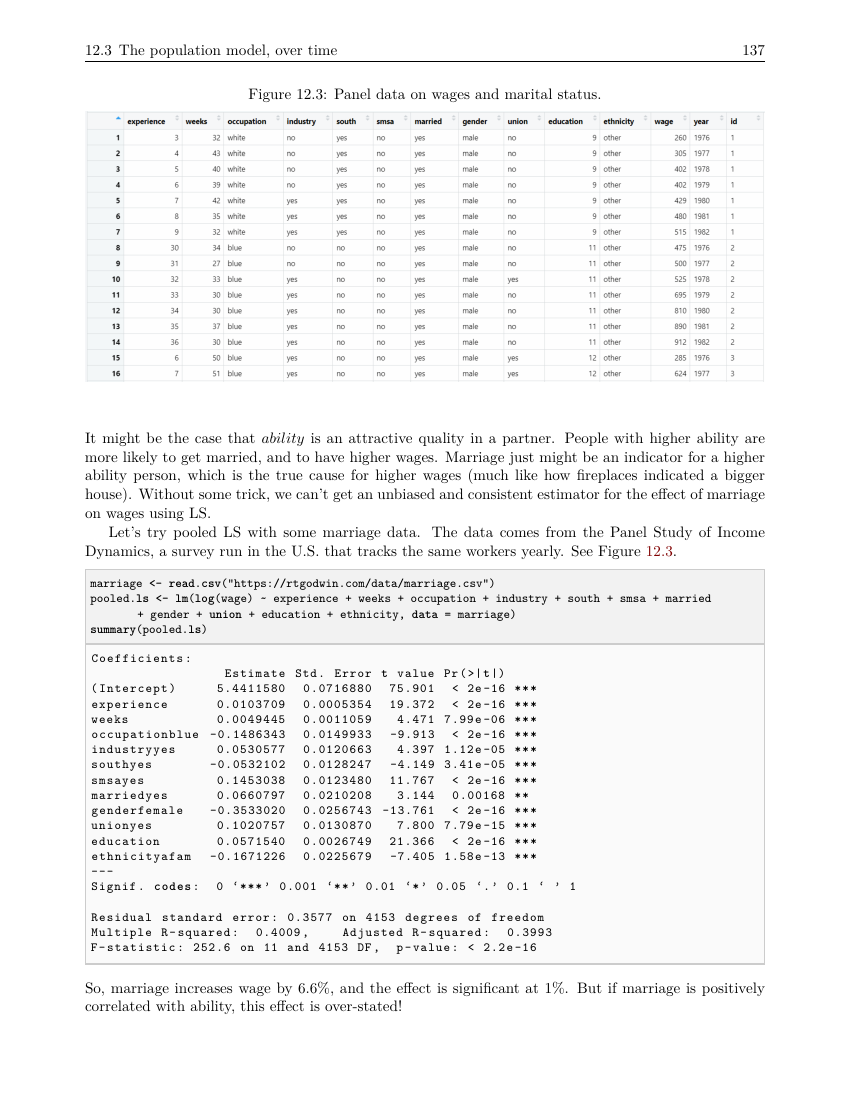 12.3 The population model, over time 137
Figure 12.3: Panel data on wages and marital status.
experience weeks occupation industry south smsa married gender union education ethnicity wage year id
1 3 32 white no yes no yes male no 9 other 260 1976 1
2 4 43 white no yes no yes male no 9 other 305 1977 1
3 5 40 white no yes no yes male no 9 other 402 1978 1
4 6 39 white no yes no yes male no 9 other 402 1979 1
5 7 42 white yes yes no yes male no 9 other 429 1980 1
6 8 35 white yes yes no yes male no 9 other 480 1981 1
7 9 32 white yes yes no yes male no 9 other 515 1982 1
8 30 34 blue no no no yes male no 11 other 475 1976 2
9 31 27 blue no no no yes male no 11 other 500 1977 2
10 32 33 blue yes no no yes male yes 11 other 525 1978 2
11 33 30 blue yes no no yes male no 11 other 695 1979 2
12 34 30 blue yes no no yes male no 11 other 810 1980 2
13 35 37 blue yes no no yes male no 11 other 890 1981 2
14 36 30 blue yes no no yes male no 11 other 912 1982 2
15 6 50 blue yes no no yes male yes 12 other 285 1976 3
16 7 51 blue yes no no yes male yes 12 other 624 1977 3
It might be the case that ability is an attractive quality in a partner. People with higher ability are
more likely to get married, and to have higher wages. Marriage just might be an indicator for a higher
ability person, which is the true cause for higher wages (much like how fireplaces indicated a bigger
house). Without some trick, we can't get an unbiased and consistent estimator for the effect of marriage
on wages using LS.
Let's try pooled LS with some marriage data. The data comes from the Panel Study of Income
Dynamics, a survey run in the U.S. that tracks the same workers yearly. See Figure 12.3.
marriage <- read.csv("https://rtgodwin.com/data/marriage.csv")
pooled.ls <- lm(log(wage) ~ experience + weeks + occupation + industry + south + smsa + married
+ gender + union + education + ethnicity, data = marriage)
summary(pooled.ls)
Coefficients:
Estimate Std. Error t value Pr(>|t|)
(Intercept) 5.4411580 0.0716880 75.901 < 2e-16 ***
experience 0.0103709 0.0005354 19.372 < 2e-16 ***
weeks 0.0049445 0.0011059 4.471 7.99e-06 ***
occupationblue -0.1486343 0.0149933 -9.913 < 2e-16 ***
industryyes 0.0530577 0.0120663 4.397 1.12e-05 ***
southyes -0.0532102 0.0128247 -4.149 3.41e-05 ***
smsayes 0.1453038 0.0123480 11.767 < 2e-16 ***
marriedyes 0.0660797 0.0210208 3.144 0.00168 **
genderfemale -0.3533020 0.0256743 -13.761 < 2e-16 ***
unionyes 0.1020757 0.0130870 7.800 7.79e-15 ***
education 0.0571540 0.0026749 21.366 < 2e-16 ***
ethnicityafam -0.1671226 0.0225679 -7.405 1.58e-13 ***
---
Signif. codes: 0 ‘***’ 0.001 ‘**’ 0.01 ‘*’ 0.05 ‘.’ 0.1 ‘ ’ 1
Residual standard error: 0.3577 on 4153 degrees of freedom
Multiple R-squared: 0.4009, Adjusted R-squared: 0.3993
F-statistic: 252.6 on 11 and 4153 DF, p-value: < 2.2e-16
So, marriage increases wage by 6.6%, and the effect is significant at 1%. But if marriage is positively
correlated with ability, this effect is over-stated!